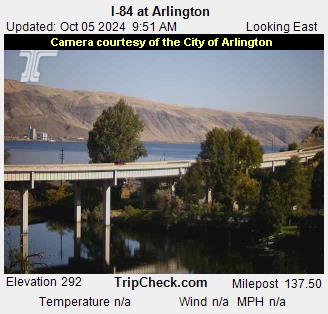 I-84 at Arlington
Updated: Oct 05 2024 9:51 AM Looking East
Camera courtesy of the City of Arlington
Elevation 292 TripCheck.com Milepost 137.50
Temperature n/a Wind n/a MPH n/a